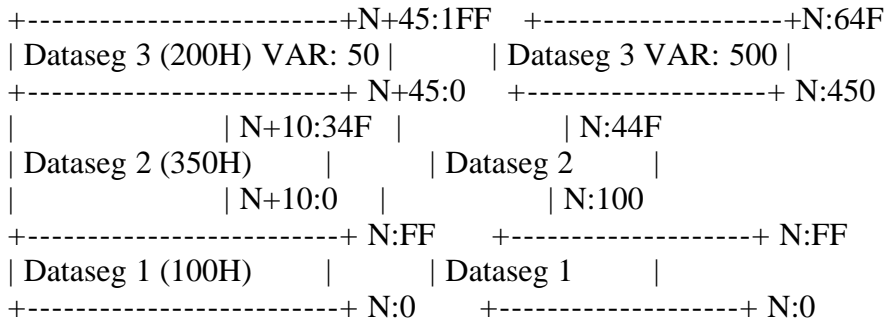 +---------------------------+N+45:1FF +--------------------+N:64F
| Dataseg 3 (200H) VAR: 50 | | Dataseg 3 VAR: 500 |
+---------------------------+ N+45:0 +--------------------+ N:450
| | N+10:34F | | N:44F
| Dataseg 2 (350H) | | Dataseg 2 |
| | N+10:0 | | N:100
+---------------------------+ N:FF +--------------------+ N:FF
| Dataseg 1 (100H) | | Dataseg 1 |
+---------------------------+ N:0 +--------------------+ N:0